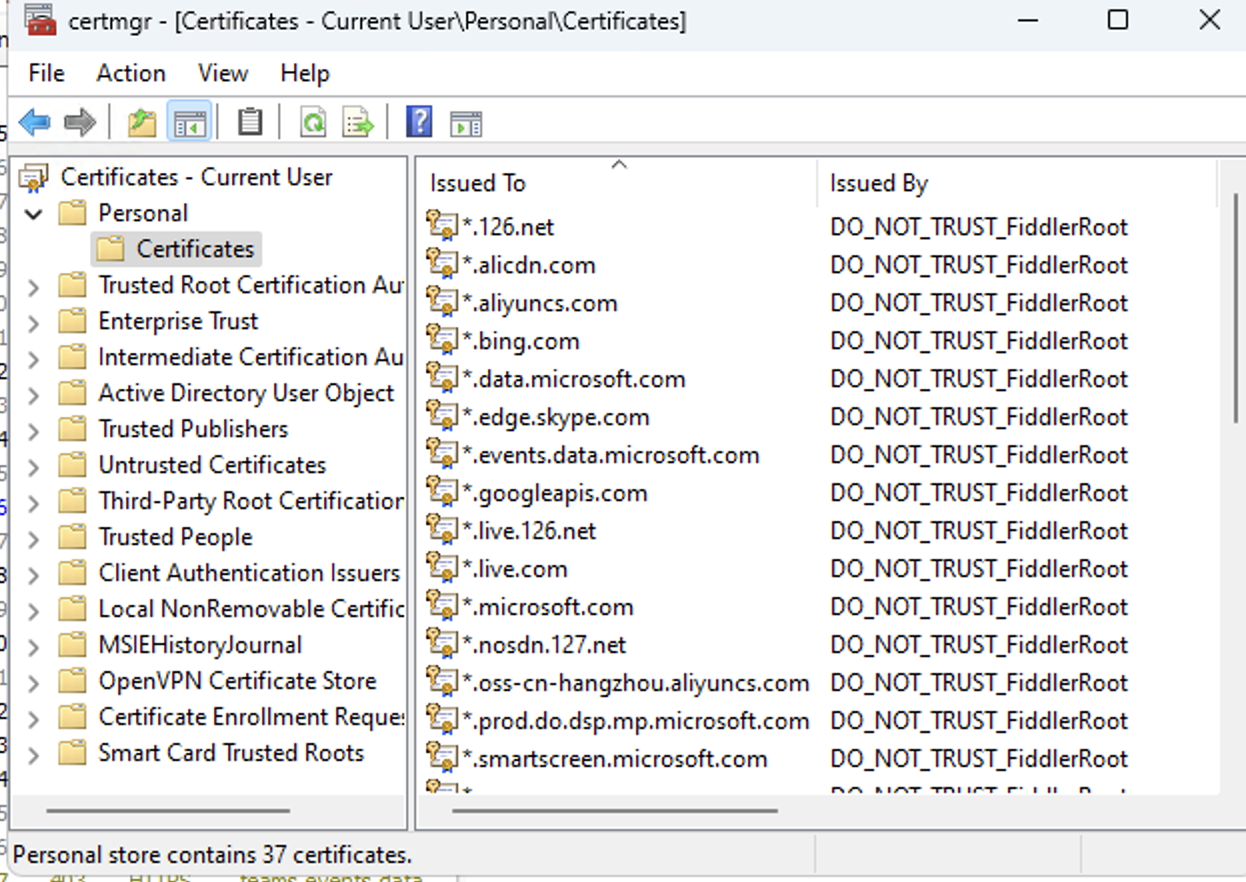 certmgr - [Certificates - Current User\Personal\Certificates]
File Action View Help
Certificates - Current User
Personal
Certificates
Trusted Root Certification Au
Enterprise Trust
Intermediate Certification Au
Active Directory User Object
Trusted Publishers
Untrusted Certificates
Third-Party Root Certification
Trusted People
Client Authentication Issuers
Local NonRemovable Certific
MSIEHistoryJournal
OpenVPN Certificate Store
Certificate Enrollment Reques
Smart Card Trusted Roots
Issued To Issued By
*.126.net DO_NOT_TRUST_FiddlerRoot
*.alicdn.com DO_NOT_TRUST_FiddlerRoot
*.aliyuncs.com DO_NOT_TRUST_FiddlerRoot
*.bing.com DO_NOT_TRUST_FiddlerRoot
*.data.microsoft.com DO_NOT_TRUST_FiddlerRoot
*.edge.skype.com DO_NOT_TRUST_FiddlerRoot
*.events.data.microsoft.com DO_NOT_TRUST_FiddlerRoot
*.googleapis.com DO_NOT_TRUST_FiddlerRoot
*.live.126.net DO_NOT_TRUST_FiddlerRoot
*.live.com DO_NOT_TRUST_FiddlerRoot
*.microsoft.com DO_NOT_TRUST_FiddlerRoot
*.nosdn.127.net DO_NOT_TRUST_FiddlerRoot
*.oss-cn-hangzhou.aliyuncs.com DO_NOT_TRUST_FiddlerRoot
*.prod.do.dsp.mp.microsoft.com DO_NOT_TRUST_FiddlerRoot
*.smartscreen.microsoft.com DO_NOT_TRUST_FiddlerRoot
Personal store contains 37 certificates.